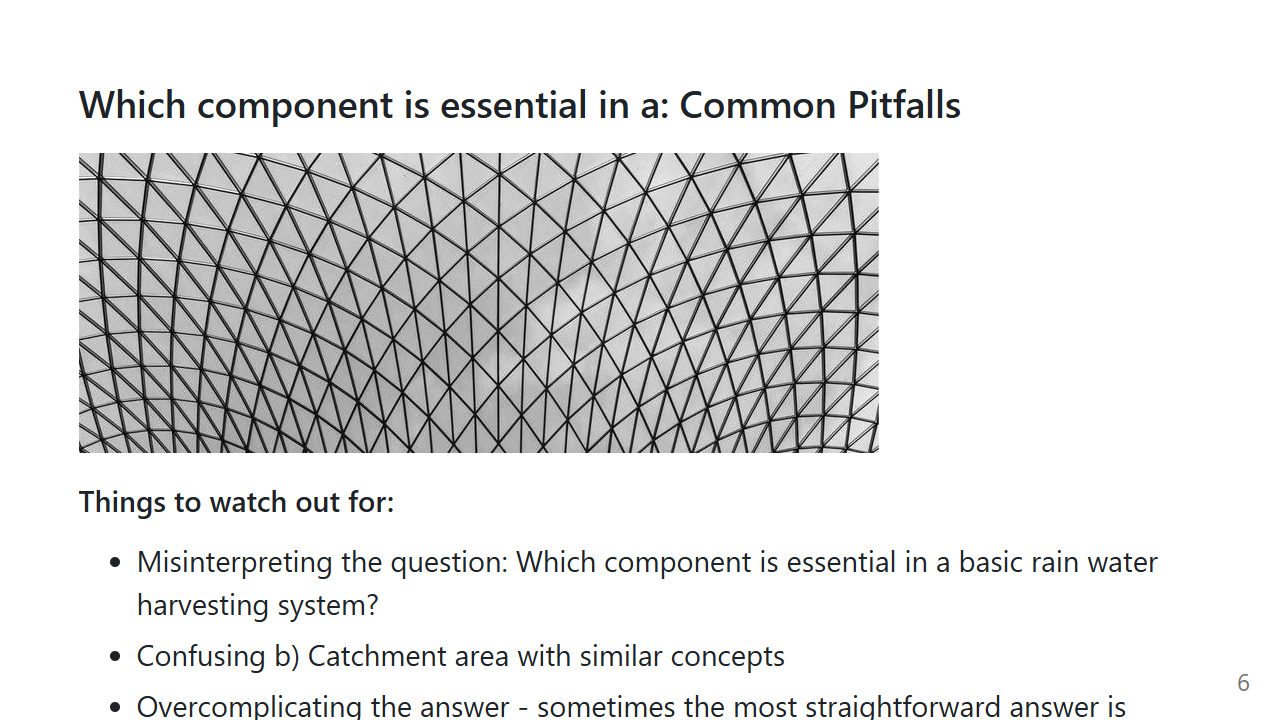 Which component is essential in a: Common Pitfalls
Things to watch out for:
Misinterpreting the question: Which component is essential in a basic rain water
harvesting system?
Confusing b) Catchment area with similar concepts
Overcomplicating the answer - sometimes the most straightforward answer is
6